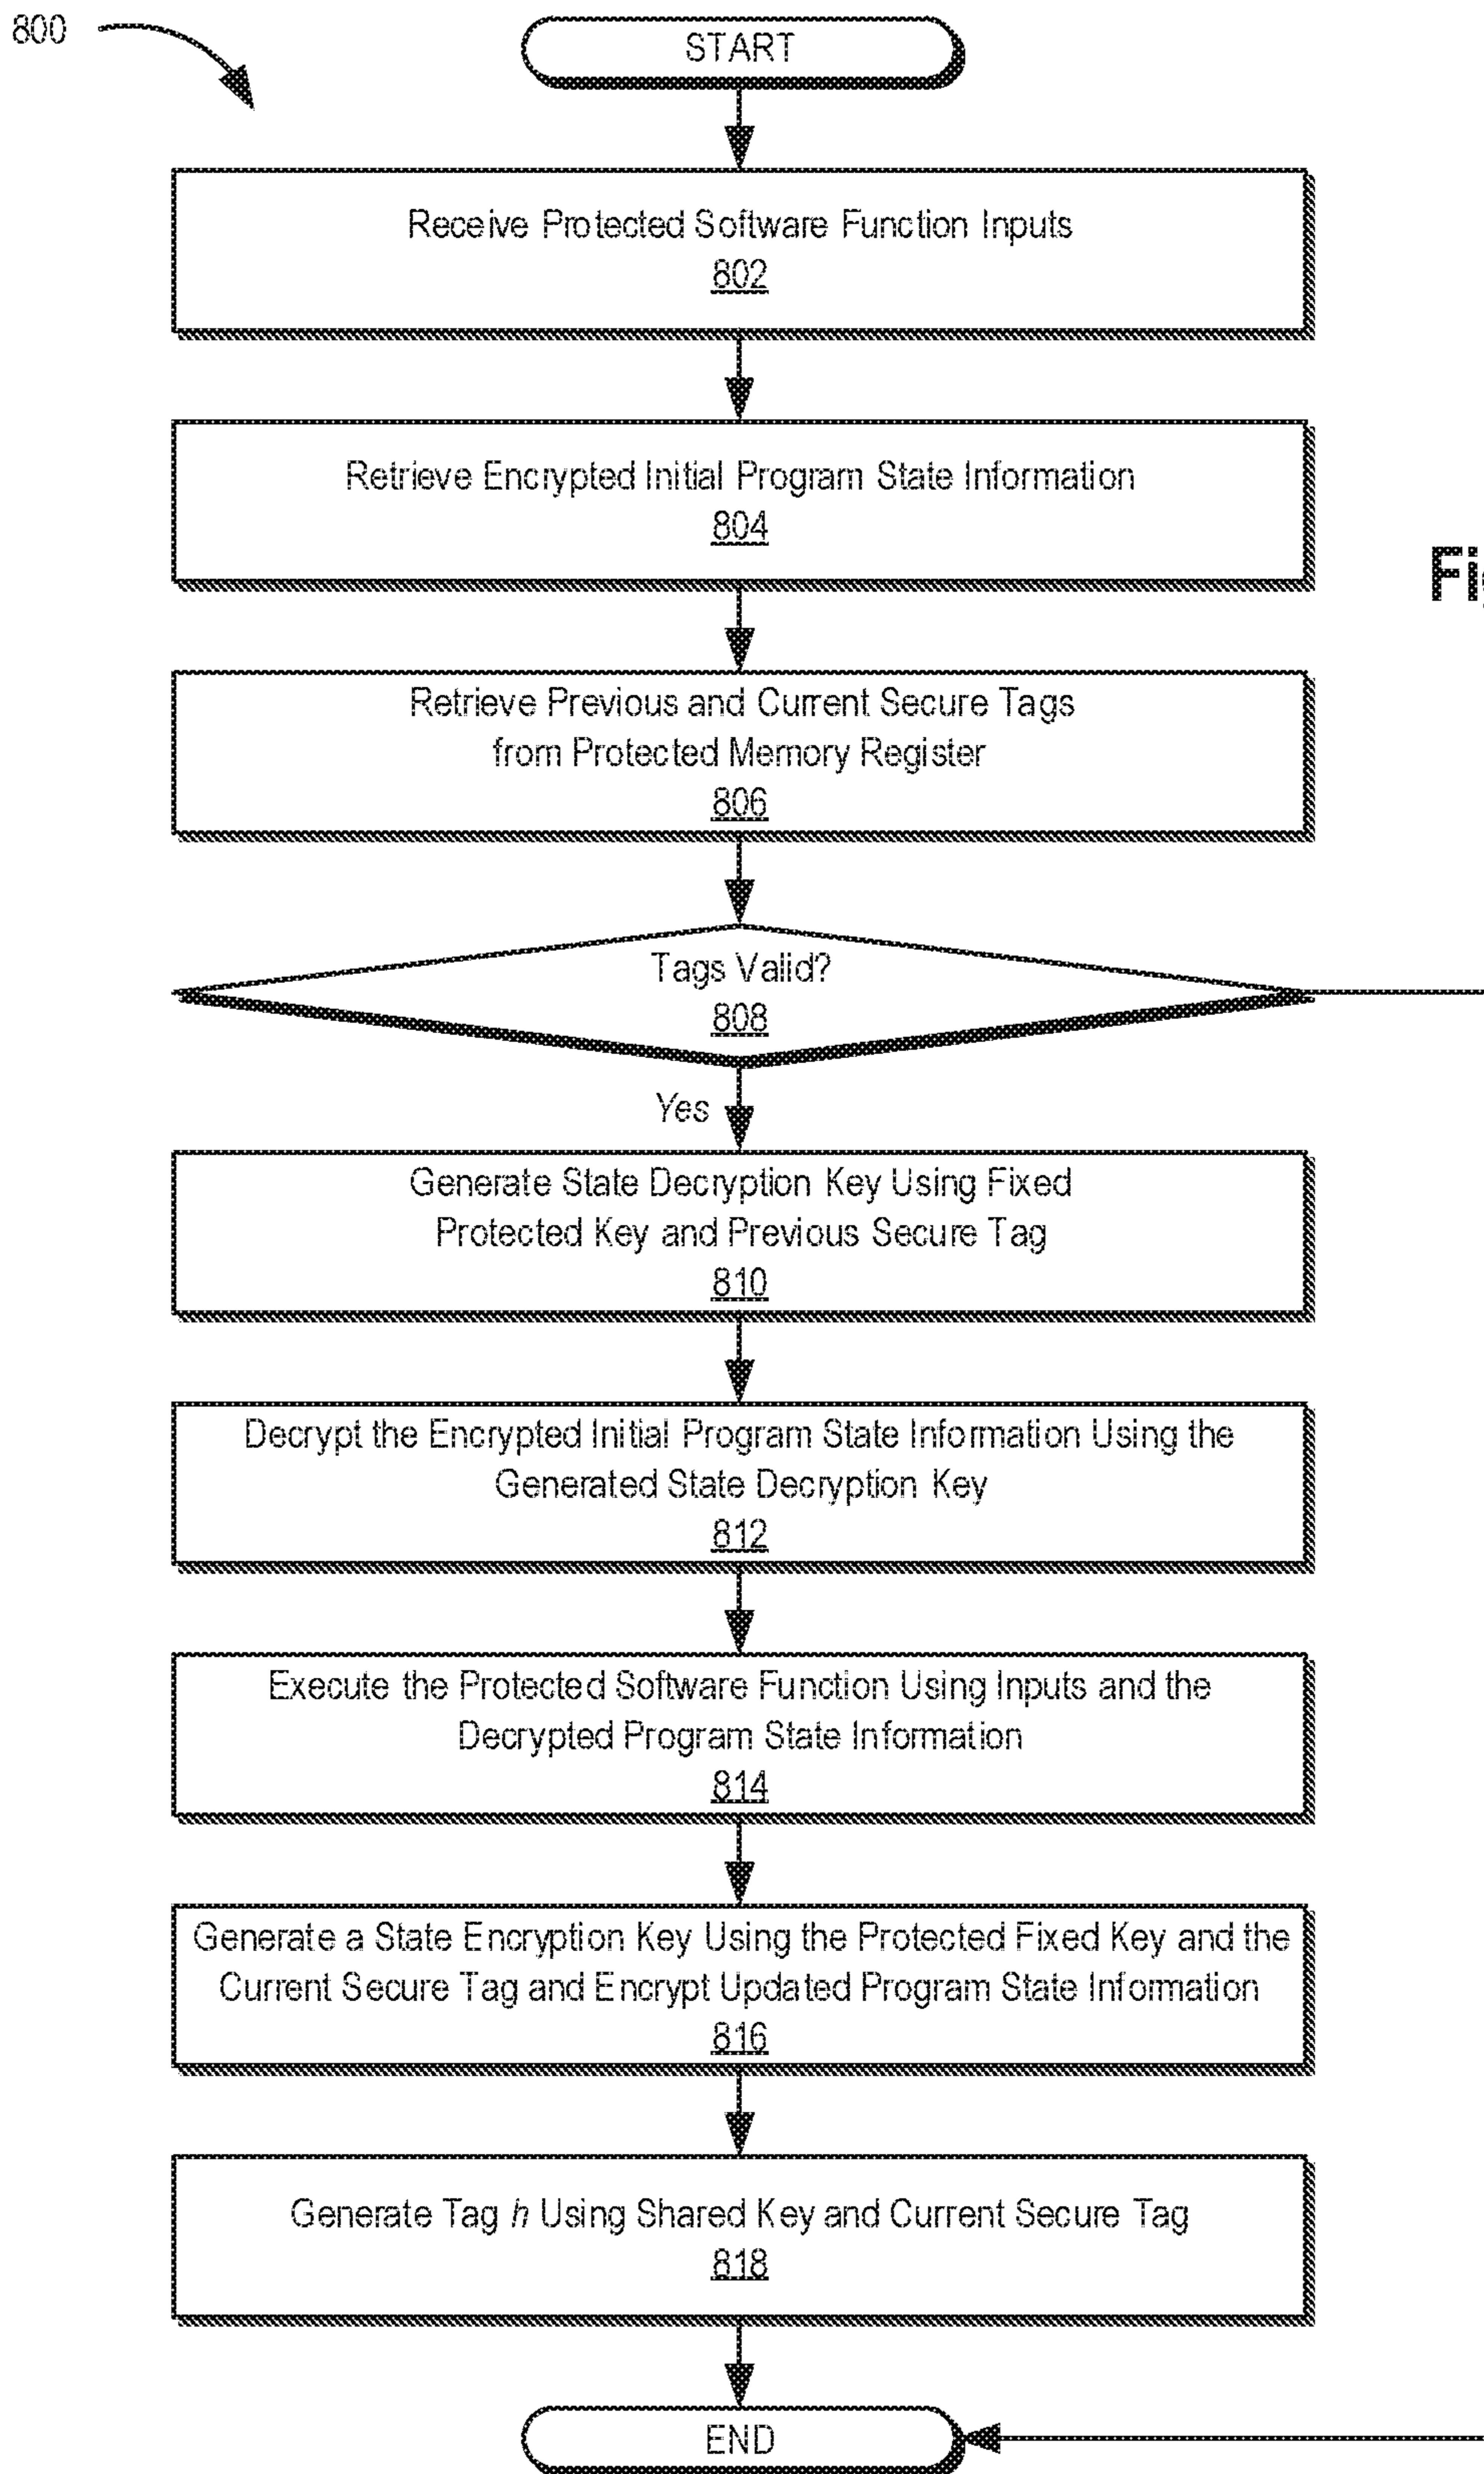 800
START
Receive Protected Software Function Inputs
802
Retrieve Encrypted Initial Program State Information
804
Fi
Retrieve Previous and Current Secure Tags
from Protected Memory Register
806
Tags Valid?
808
Yes
Generate State Decryption Key Using Fixed
Protected Key and Previous Secure Tag
810
Decrypt the Encrypted Initial Program State Information Using the
Generated State Decryption Key
812
Execute the Protected Software Function Using Inputs and the
Decrypted Program State Information
814
Generate a State Encryption Key Using the Protected Fixed Key and the
Current Secure Tag and Encrypt Updated Program State Information
816
Generate Tag h Using Shared Key and Current Secure Tag
818
END